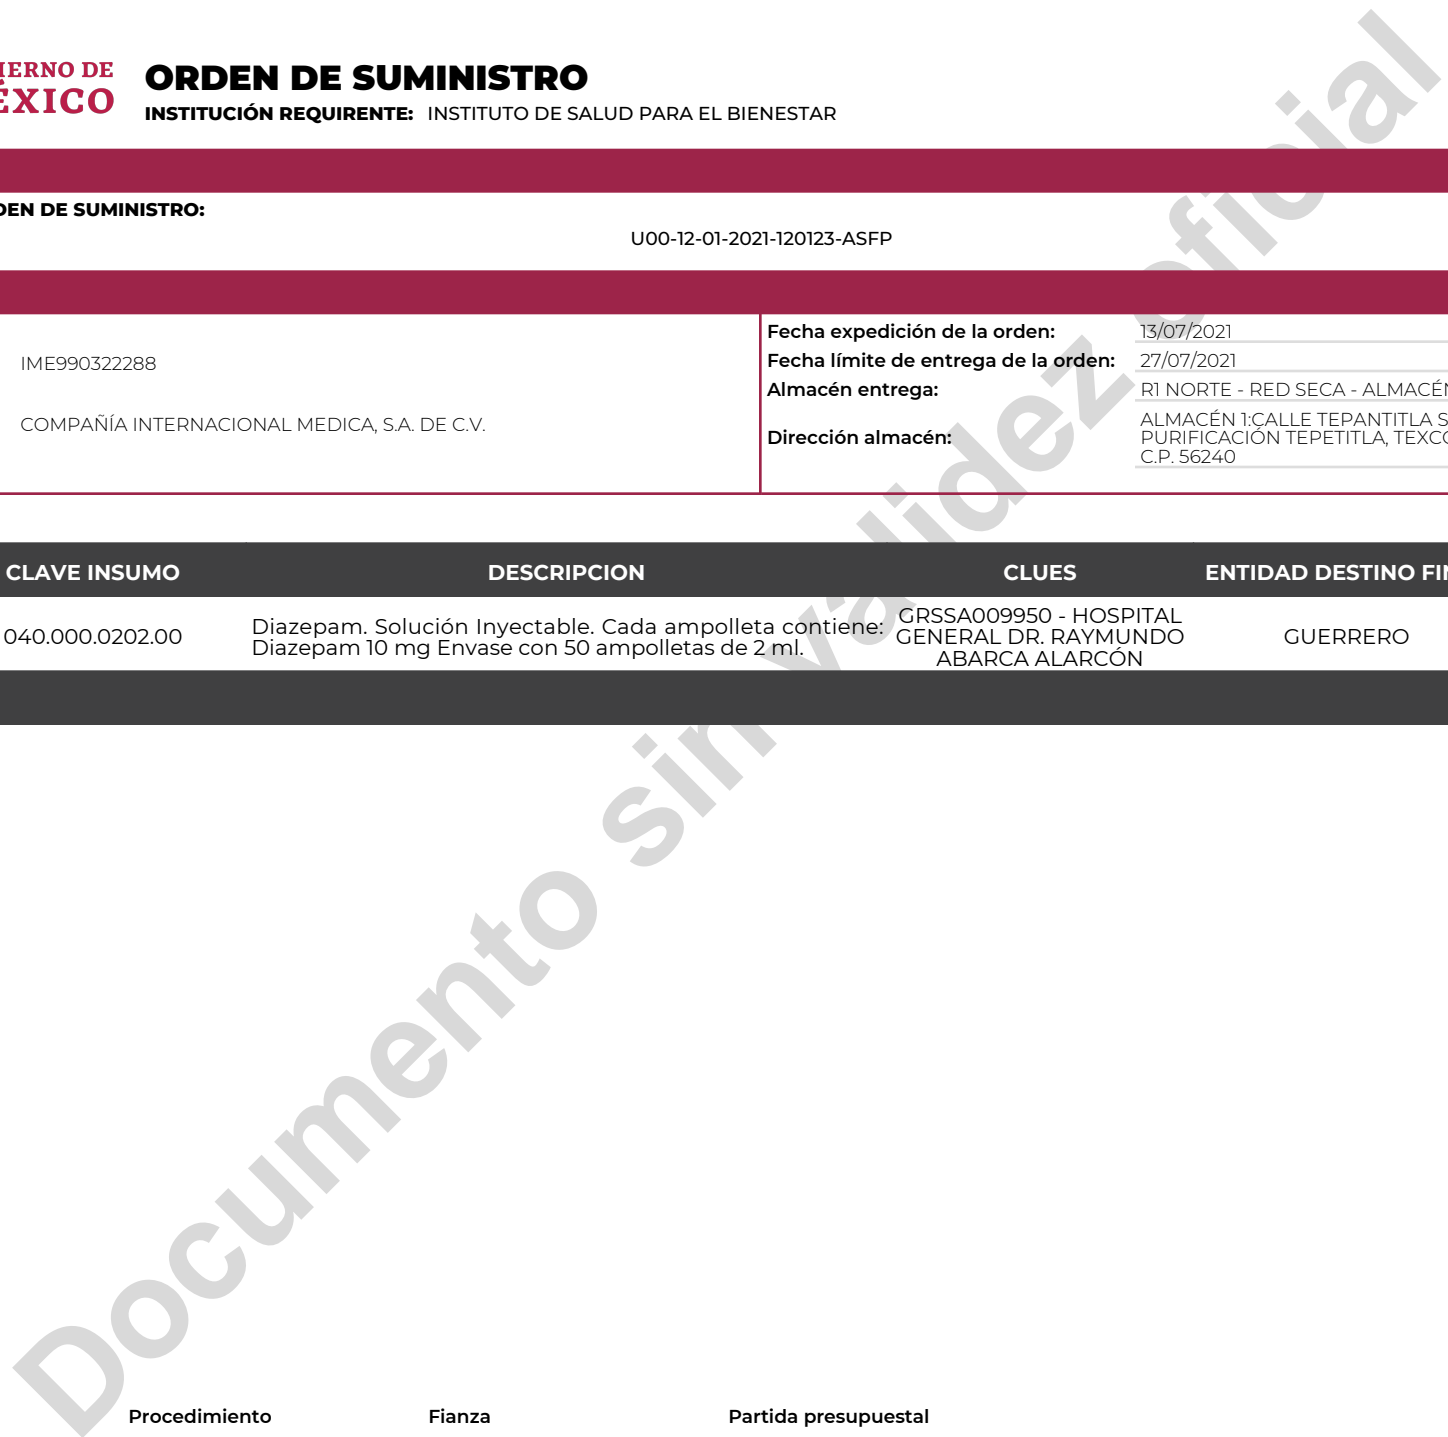 IERNO DE
ÉXICO
ORDEN DE SUMINISTRO
INSTITUCIÓN REQUIRENTE: INSTITUTO DE SALUD PARA EL BIENESTAR
DEN DE SUMINISTRO:
U00-12-01-2021-120123-ASFP
IME990322288
COMPAÑÍA INTERNACIONAL MEDICA, S.A. DE C.V.
Fecha expedición de la orden: 13/07/2021
Fecha límite de entrega de la orden: 27/07/2021
Almacén entrega: R1 NORTE - RED SECA - ALMACÉN
Dirección almacén: ALMACÉN 1:CALLE TEPANTITLA S
PURIFICACIÓN TEPETITLA, TEXCO
C.P. 56240
CLAVE INSUMO DESCRIPCION CLUES ENTIDAD DESTINO FIN
040.000.0202.00
Diazepam. Solución Inyectable. Cada ampolleta contiene:
Diazepam 10 mg Envase con 50 ampolletas de 2 ml.
GRSSA009950 - HOSPITAL
GENERAL DR. RAYMUNDO
ABARCA ALARCÓN
GUERRERO
Documento sin validez oficial
Procedimiento Fianza Partida presupuestal